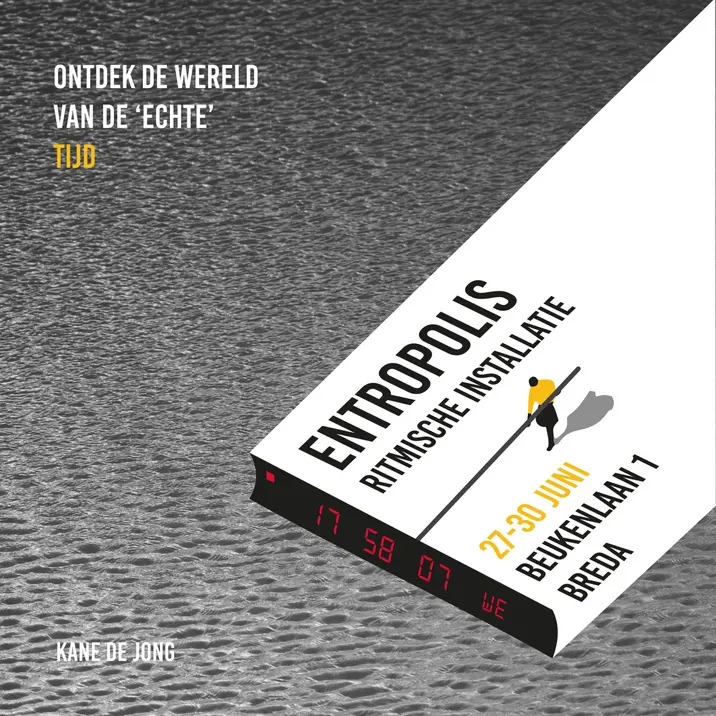 ONTDEK DE WERELD
VAN DE ‘ECHTE’
TIJD
ENTROPOLIS
RITMISCHE INSTALLATIE
27-30 JUNI
BEUKENLAAN 1
BREDA
17 58 07 WE
KANE DE JONG